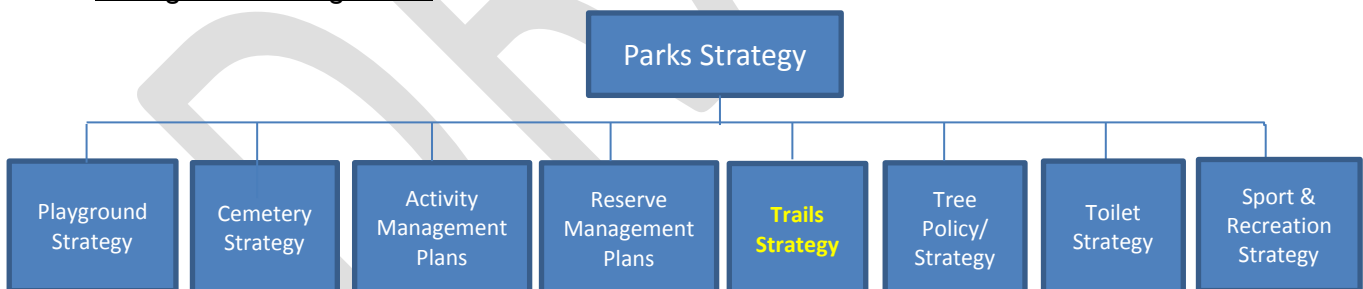 Parks Strategy
Playground
Strategy
Cemetery
Strategy
Activity
Management
Plans
Reserve
Management
Plans
Trails
Strategy
Tree
Policy/
Strategy
Toilet
Strategy
Sport &
Recreation
Strategy